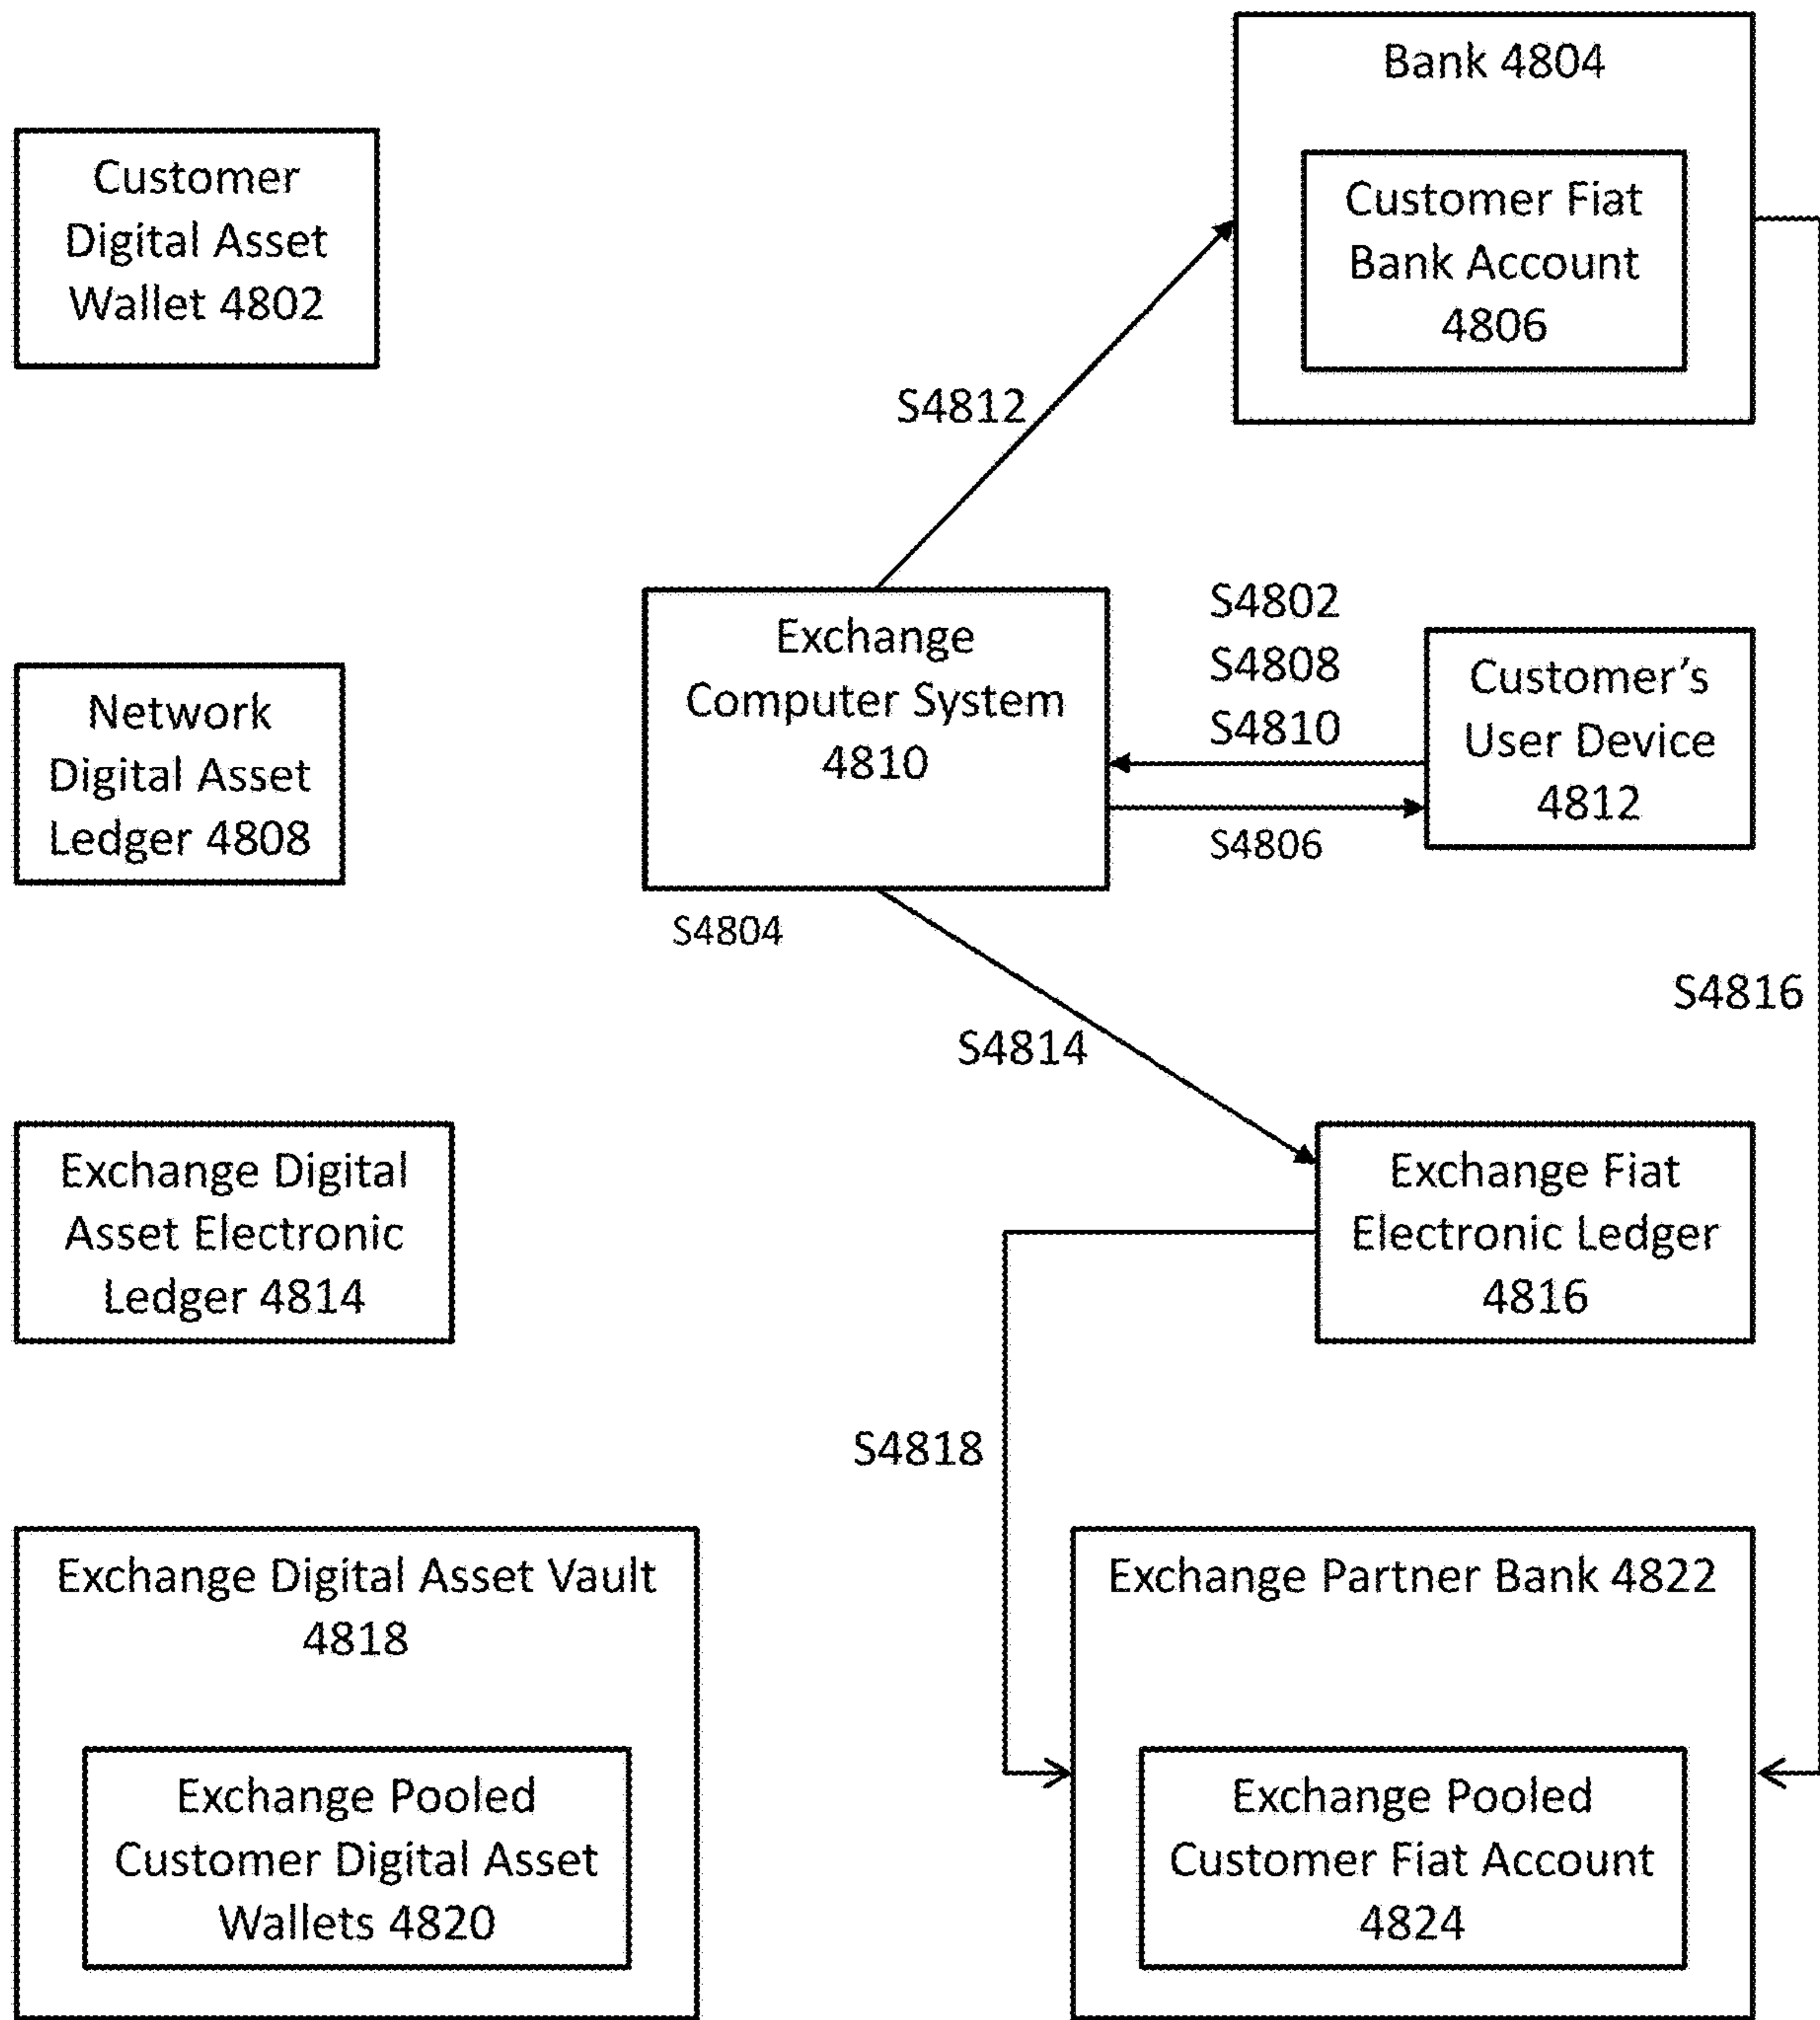 Bank 4804
Customer
Digital Asset
Wallet 4802
Customer Fiat
Bank Account
4806
S4812
Exchange
Computer System
4810
S4802
S4808
S4810
Customer's
User Device
4812
Network
Digital Asset
Ledger 4808
S4806
S4804
S4816
S4814
Exchange Digital
Asset Electronic
Ledger 4814
Exchange Fiat
Electronic Ledger
4816
S4818
Exchange Digital Asset Vault
4818
Exchange Partner Bank 4822
Exchange Pooled
Customer Digital Asset
Wallets 4820
Exchange Pooled
Customer Fiat Account
4824